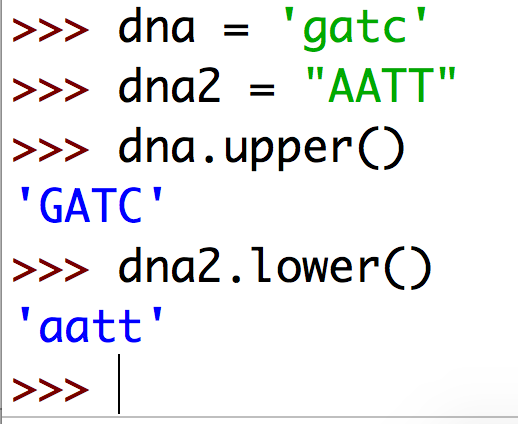 >>> dna = 'gatc'
>>> dna2 = "AATT"
>>> dna.upper()
'GATC'
>>> dna2.lower()
'aatt'
>>>